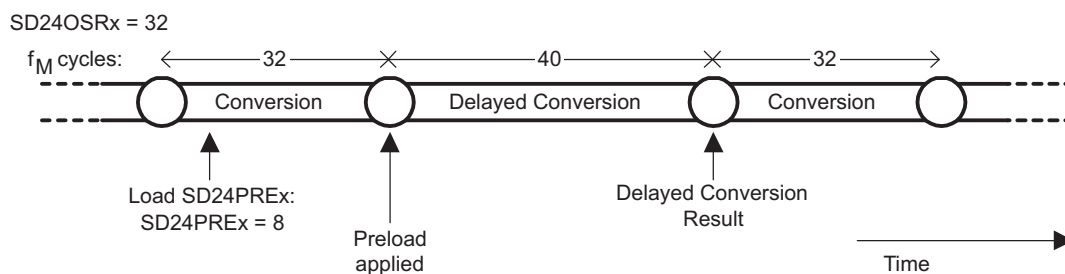 SD24OSRx = 32
fM cycles:
32
40
32
Conversion
Delayed Conversion
Conversion
Load SD24PREx:
SD24PREx = 8
Preload
applied
Delayed Conversion
Result
Time